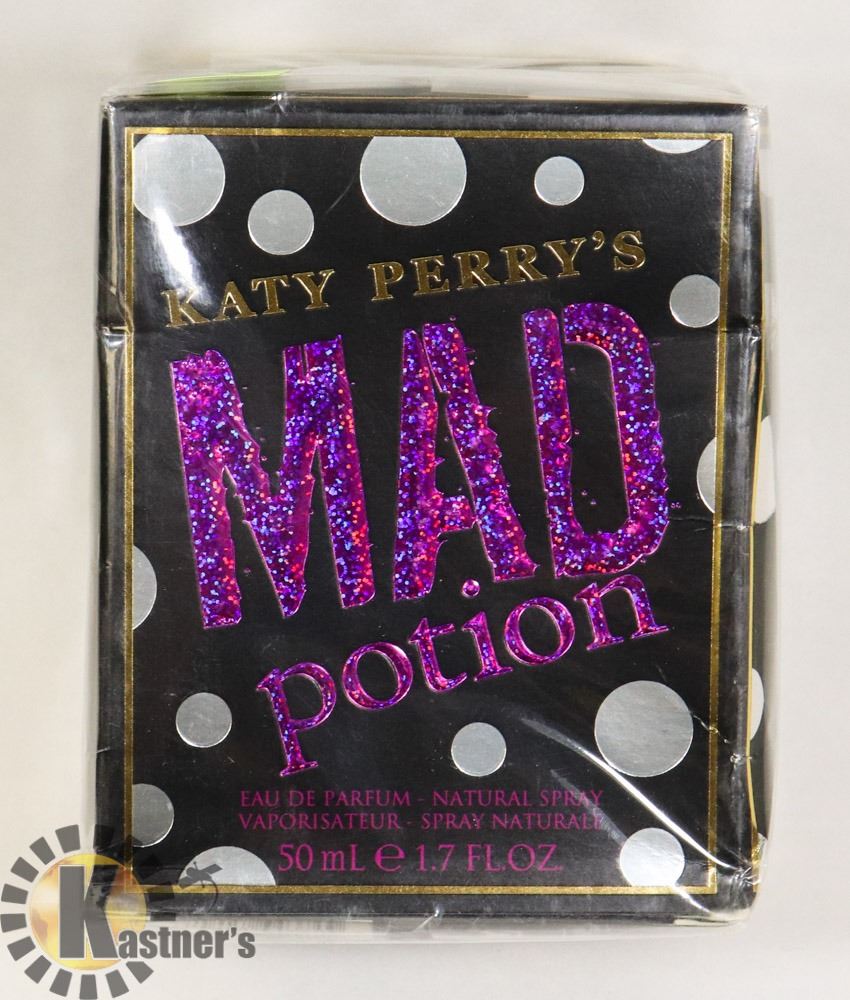 KATY PERRY'S
MAD
potion
EAU DE PARFUM - NATURAL SPRAY
VAPORISATEUR - SPRAY NATURALE
50 mL e 1.7 FL.OZ.
Kastner's